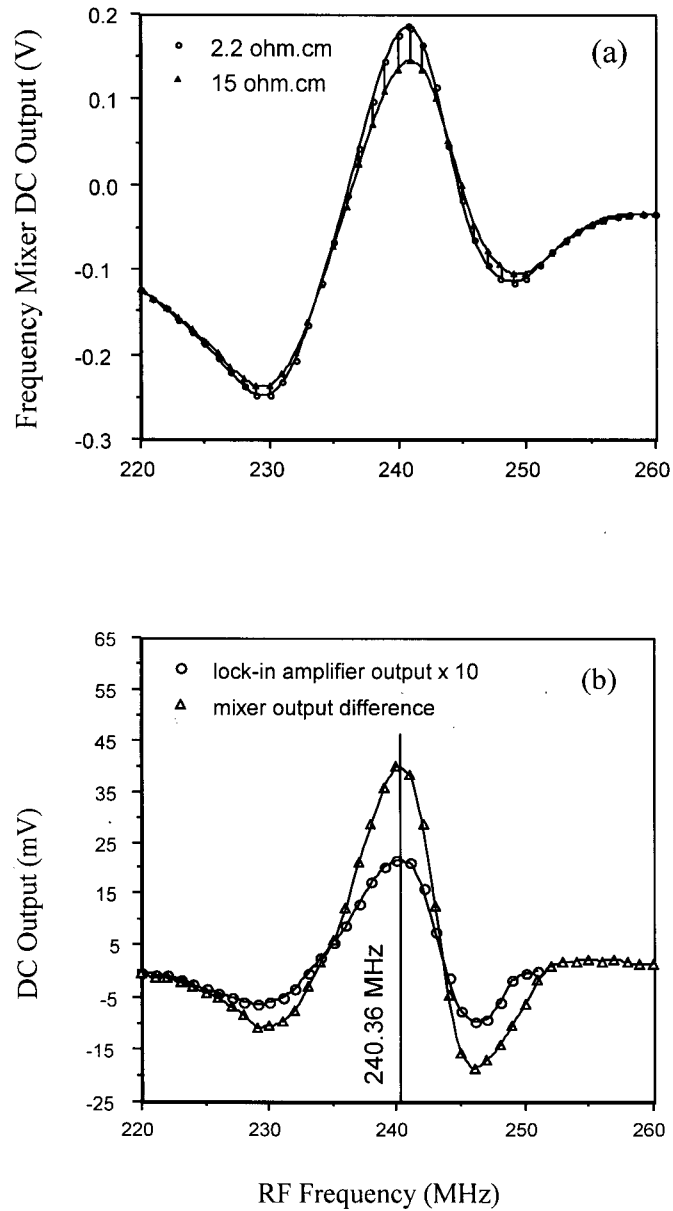 0.2
0.1
0.0
-0.1
-0.2
-0.3
Frequency Mixer DC Output (V)
2.2 ohm.cm
15 ohm.cm
(a)
220
230
240
250
260
65
55
45
35
25
15
5
-5
-15
-25
DC Output (mV)
lock-in amplifier output x 10
mixer output difference
(b)
240.36 MHz
220
230
240
250
260
RF Frequency (MHz)